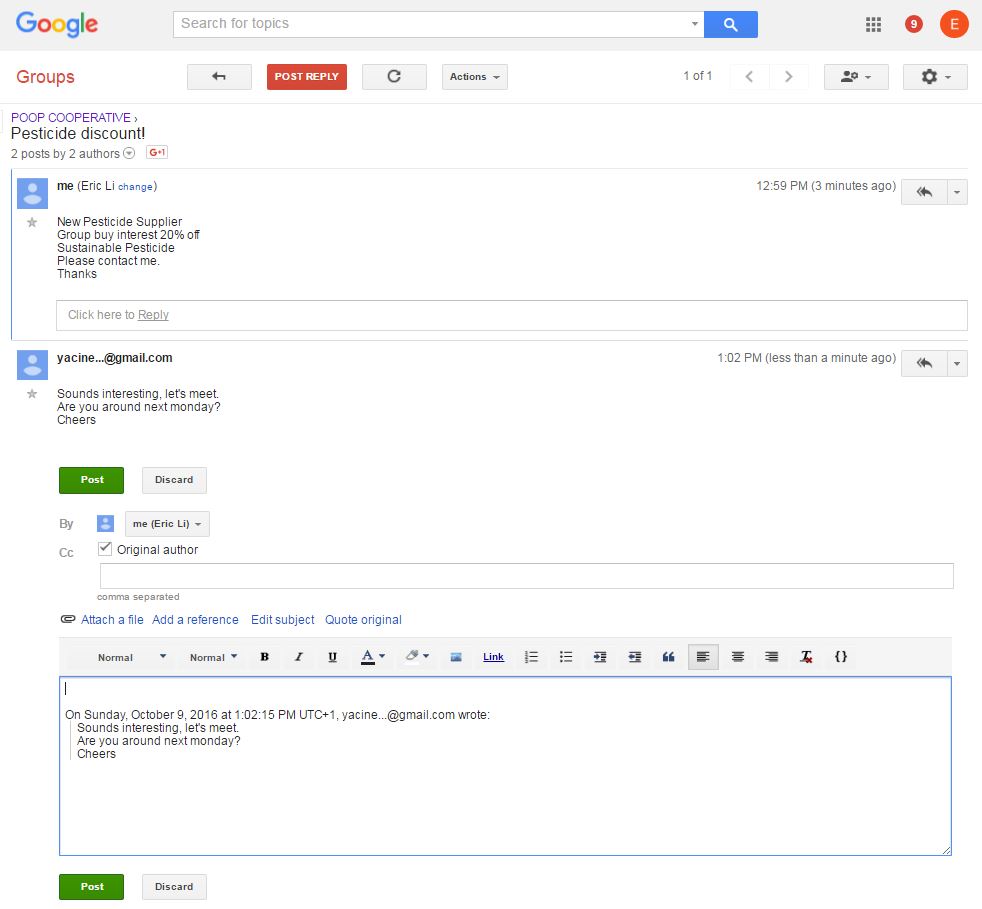 Google
Search for topics
9
E
Groups
POST REPLY
Actions
1 of 1
POOP COOPERATIVE ›
Pesticide discount!
2 posts by 2 authors
G+1
me (Eric Li change)
12:59 PM (3 minutes ago)
New Pesticide Supplier
Group buy interest 20% off
Sustainable Pesticide
Please contact me.
Thanks
Click here to Reply
yacine...@gmail.com
1:02 PM (less than a minute ago)
Sounds interesting, let's meet.
Are you around next monday?
Cheers
Post Discard
By me (Eric Li)
Cc Original author
comma separated
Attach a file Add a reference Edit subject Quote original
Normal Normal B I U A Link {}
On Sunday, October 9, 2016 at 1:02:15 PM UTC+1, yacine...@gmail.com wrote:
Sounds interesting, let's meet.
Are you around next monday?
Cheers
Post Discard